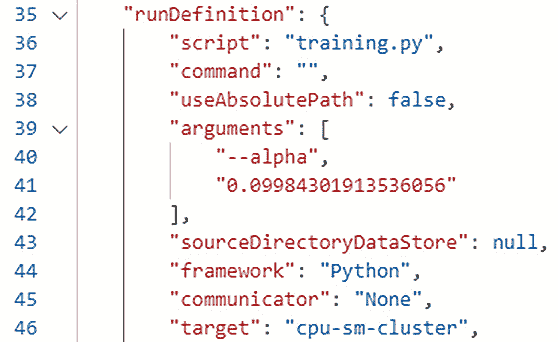 35 "runDefinition": {
36 "script": "training.py",
37 "command": "",
38 "useAbsolutePath": false,
39 "arguments": [
40 "--alpha",
41 "0.09984301913536056"
42 ],
43 "sourceDirectoryDataStore": null,
44 "framework": "Python",
45 "communicator": "None",
46 "target": "cpu-sm-cluster",